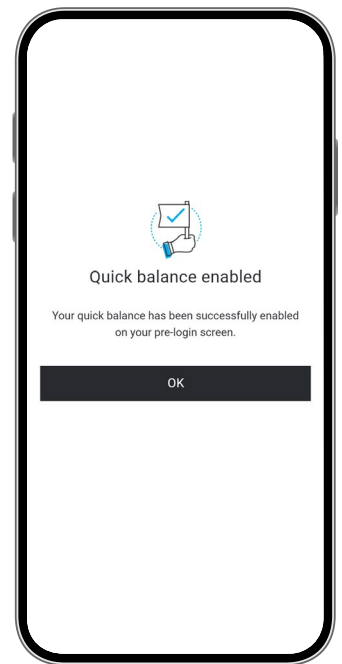 Quick balance enabled
Your quick balance has been successfully enabled
on your pre-login screen.
OK